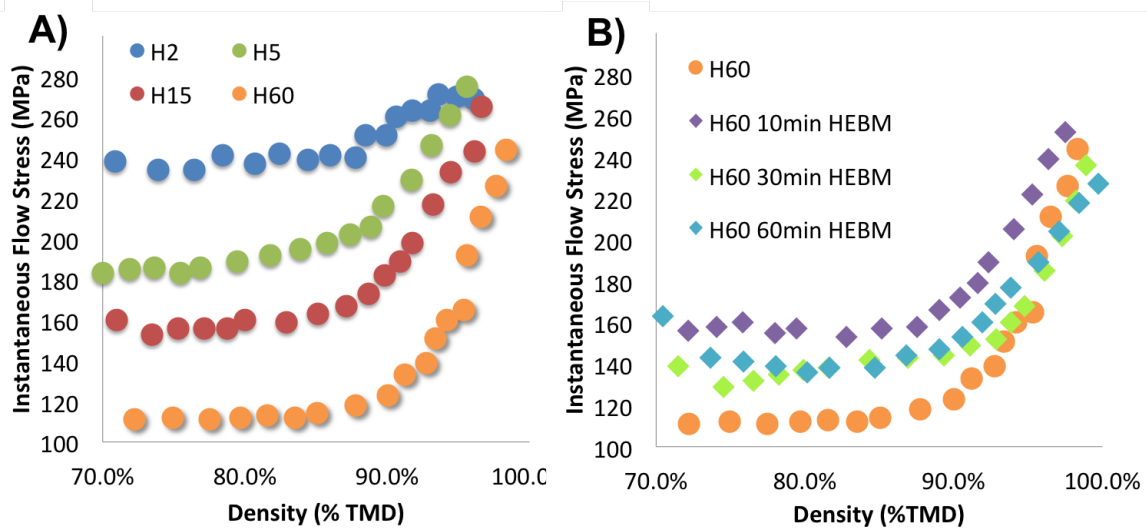 A)
H2
H5
H15
H60
Instantaneous Flow Stress (MPa)
280
260
240
220
200
180
160
140
120
100
70.0%
80.0%
90.0%
100.0
Density (% TMD)
B)
H60
H60 10min HEBM
H60 30min HEBM
H60 60min HEBM
Instantaneous Flow Stress (MPa)
280
260
240
220
200
180
160
140
120
100
70.0%
80.0%
90.0%
100.0%
Density (%TMD)